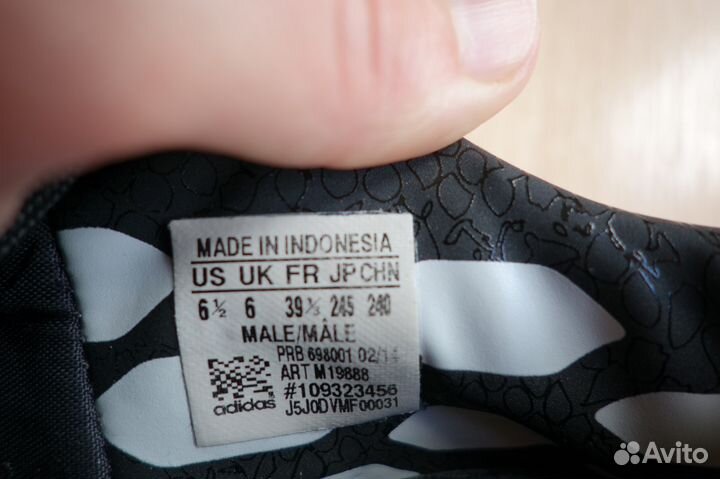 MADE IN INDONESIA
US UK FR JP CHN
6½ 6 39⅓ 245 240
MALE/MÂLE
PRB 698001 02/14
ART M19888
#109323456
adidas J5J0DVMF00031
Avito